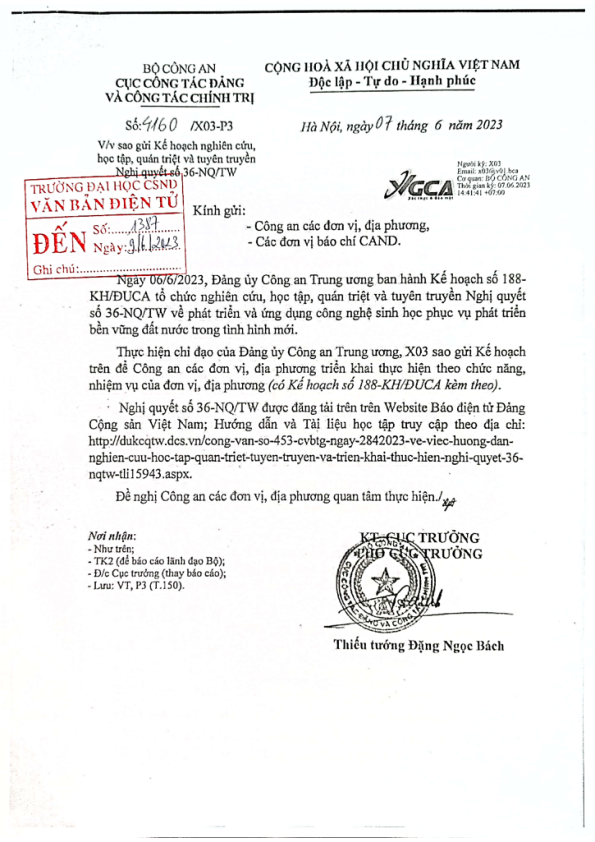 BỘ CÔNG AN
CỤC CÔNG TÁC ĐẢNG
VÀ CÔNG TÁC CHÍNH TRỊ
CỘNG HOÀ XÃ HỘI CHỦ NGHĨA VIỆT NAM
Độc lập - Tự do - Hạnh phúc
Số: 4160 /X03-P3
Hà Nội, ngày 07 tháng 6 năm 2023
V/v sao gửi Kế hoạch nghiên cứu,
học tập, quán triệt và tuyên truyền
Nghị quyết số 36-NQ/TW
Người ký: X03
Email: x03@v01.bca
Cơ quan: BỘ CÔNG AN
Thời gian ký: 07.06.2023
14:41:41 +07:00
VGCA
TRƯỜNG ĐẠI HỌC CSND
VĂN BẢN ĐIỆN TỬ
ĐẾN
Số: 1387
Ngày: 9/6/2023
Ghi chú:
Kính gửi:
- Công an các đơn vị, địa phương,
- Các đơn vị báo chí CAND.
Ngày 06/6/2023, Đảng ủy Công an Trung ương ban hành Kế hoạch số 188-
KH/ĐUCA tổ chức nghiên cứu, học tập, quán triệt và tuyên truyền Nghị quyết
số 36-NQ/TW về phát triển và ứng dụng công nghệ sinh học phục vụ phát triển
bền vững đất nước trong tình hình mới.
Thực hiện chỉ đạo của Đảng ủy Công an Trung ương, X03 sao gửi Kế hoạch
trên để Công an các đơn vị, địa phương triển khai thực hiện theo chức năng,
nhiệm vụ của đơn vị, địa phương (có Kế hoạch số 188-KH/ĐUCA kèm theo).
Nghị quyết số 36-NQ/TW được đăng tải trên trên Website Báo điện tử Đảng
Cộng sản Việt Nam; Hướng dẫn và Tài liệu học tập truy cập theo địa chỉ:
http://dukcqtw.dcs.vn/cong-van-so-453-cvbtg-ngay-2842023-ve-viec-huong-dan-
nghien-cuu-hoc-tap-quan-triet-tuyen-truyen-va-trien-khai-thuc-hien-nghi-quyet-36-
nqtw-tli15943.aspx.
Đề nghị Công an các đơn vị, địa phương quan tâm thực hiện./.
Nơi nhận:
- Như trên;
- TK2 (để báo cáo lãnh đạo Bộ);
- Đ/c Cục trưởng (thay báo cáo);
- Lưu: VT, P3 (T.150).
KT. CỤC TRƯỞNG
PHÓ CỤC TRƯỞNG
Thiếu tướng Đặng Ngọc Bách